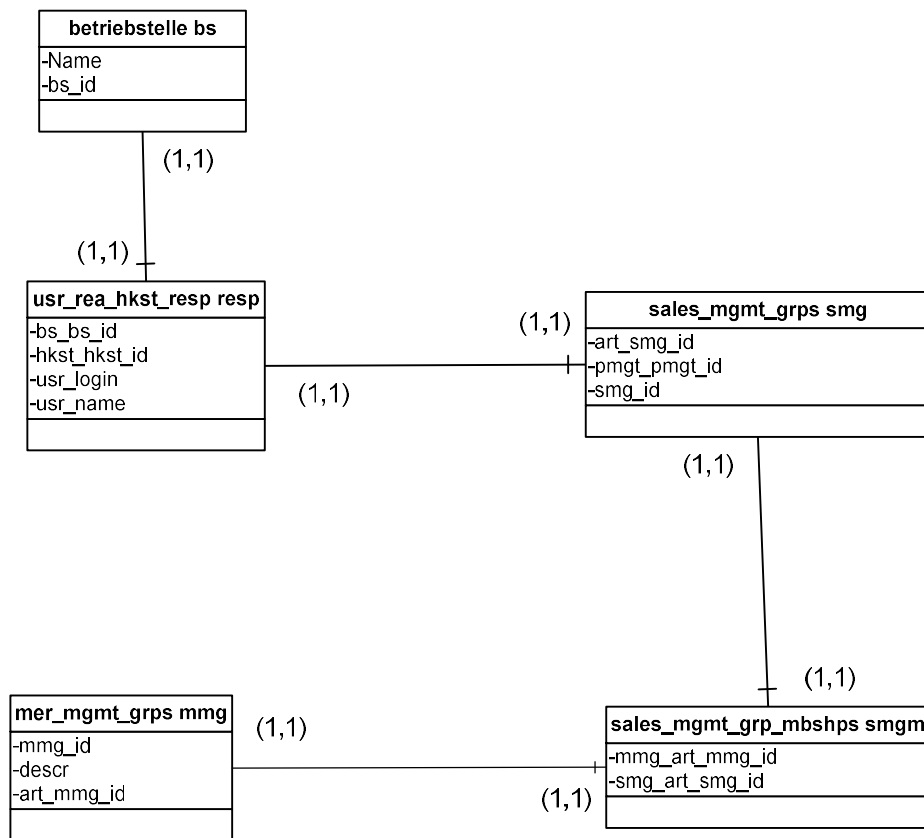 betriebstelle bs
-Name
-bs_id
(1,1)
(1,1)
usr_rea_hkst_resp resp
-bs_bs_id
-hkst_hkst_id
-usr_login
-usr_name
(1,1)
(1,1)
sales_mgmt_grps smg
-art_smg_id
-pmgt_pmgt_id
-smg_id
(1,1)
(1,1)
mer_mgmt_grps mmg
-mmg_id
-descr
-art_mmg_id
(1,1)
(1,1)
sales_mgmt_grp_mbshps smgm
-mmg_art_mmg_id
-smg_art_smg_id